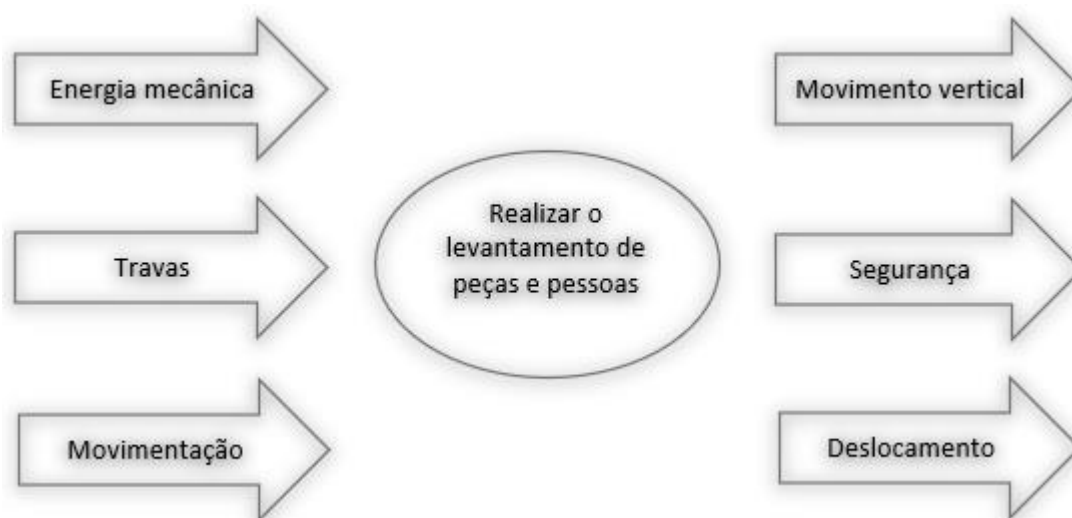 Energia mecânica
Travas
Movimentação
Realizar o
levantamento de
peças e pessoas
Movimento vertical
Segurança
Deslocamento